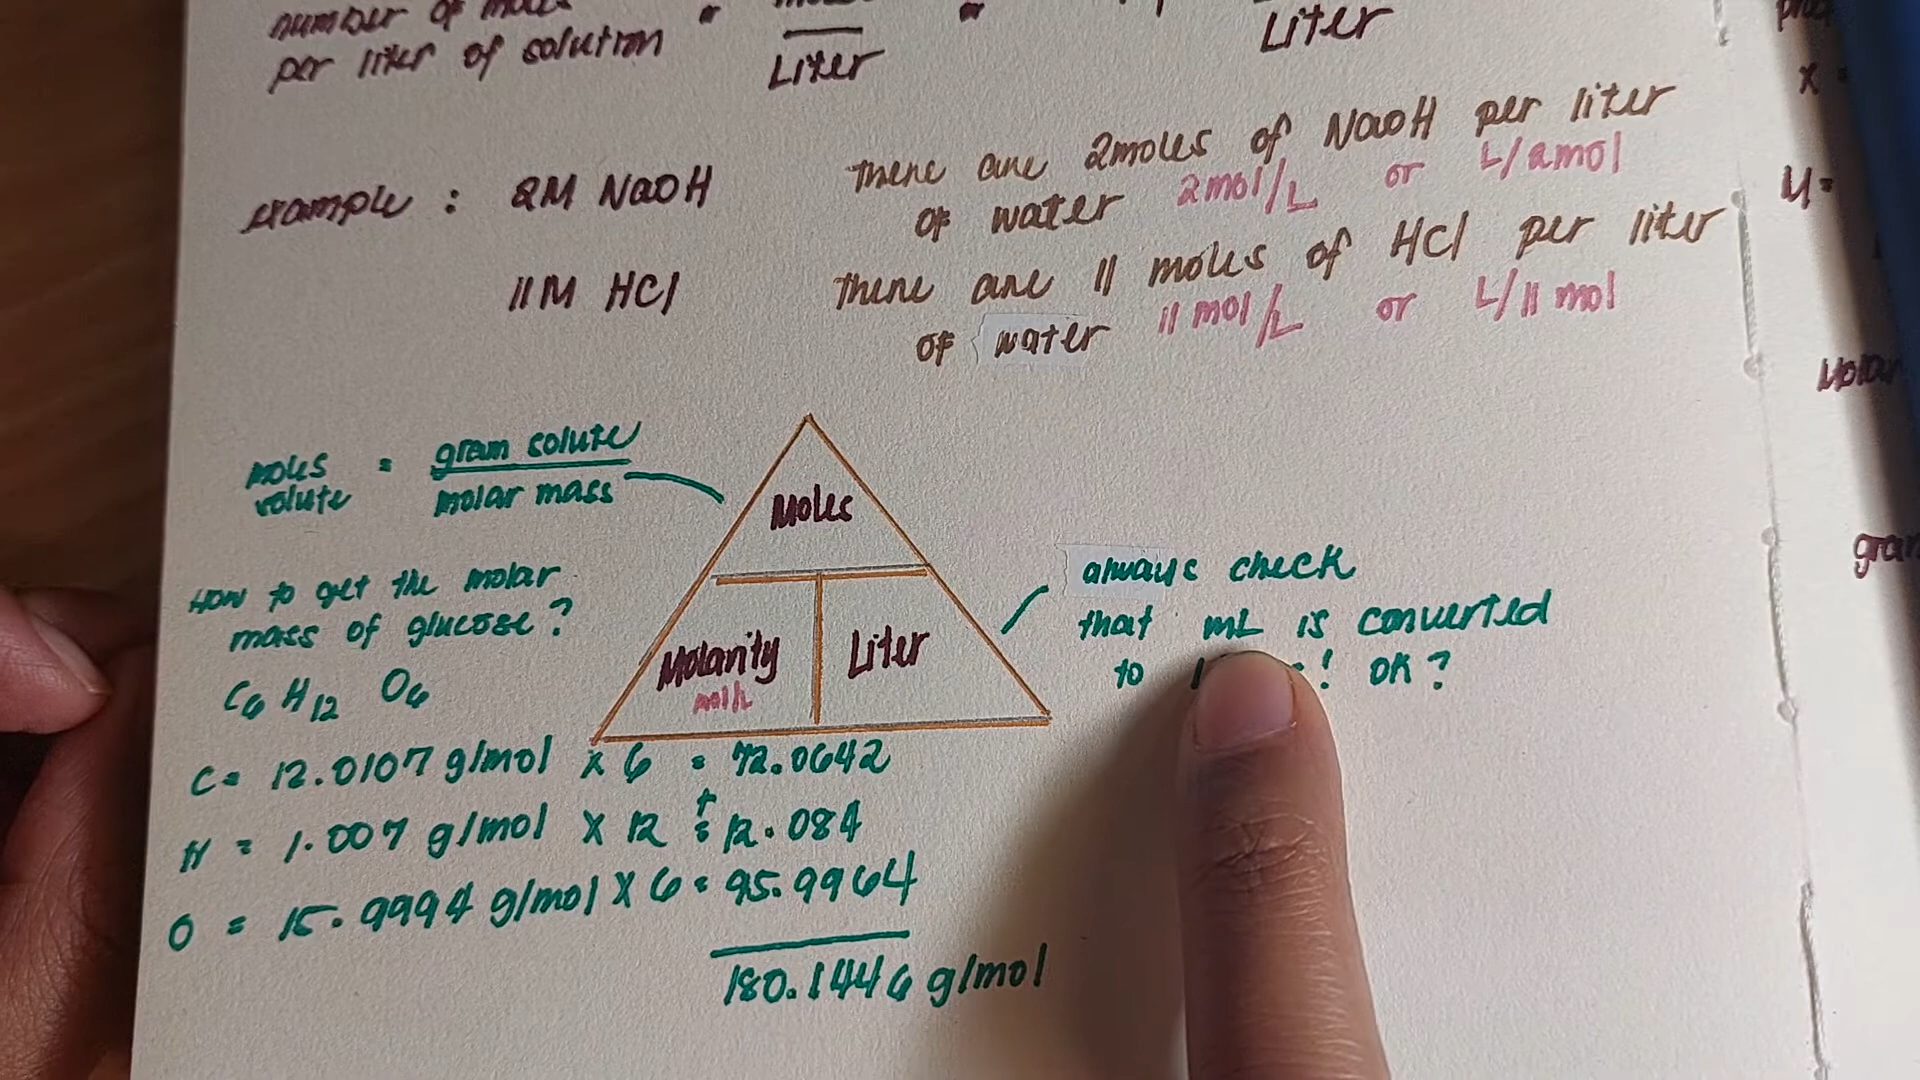 number of moles
per liter of solution = Liter or Liter
example : 2M NaOH there are 2moles of NaOH per liter
of water 2mol/L or L/2mol
11M HCl there are 11 moles of HCl per liter
of water 11 mol/L or L/11 mol
moles solute = gram solute
molar mass
Moles
How to get the molar
mass of glucose?
C6 H12 O6
Molarity
mol/L
Liter
always check
that mL is converted
to ! OK?
C = 12.0107 g/mol x 6 = 72.0642
+
H = 1.007 g/mol x 12 = 12.084
O = 15.9994 g/mol x 6 = 95.9964
180.1446 g/mol
x =
y =
Molar
gram